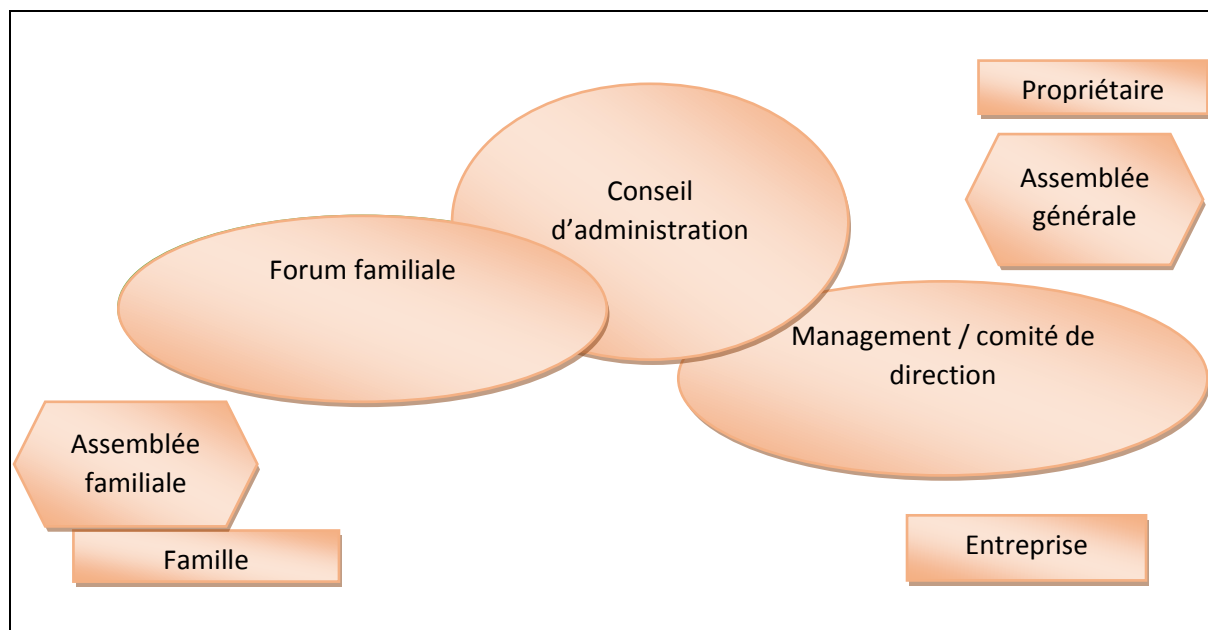 Propriétaire
Assemblée
générale
Conseil
d’administration
Forum familiale
Management / comité de
direction
Assemblée
familiale
Famille
Entreprise